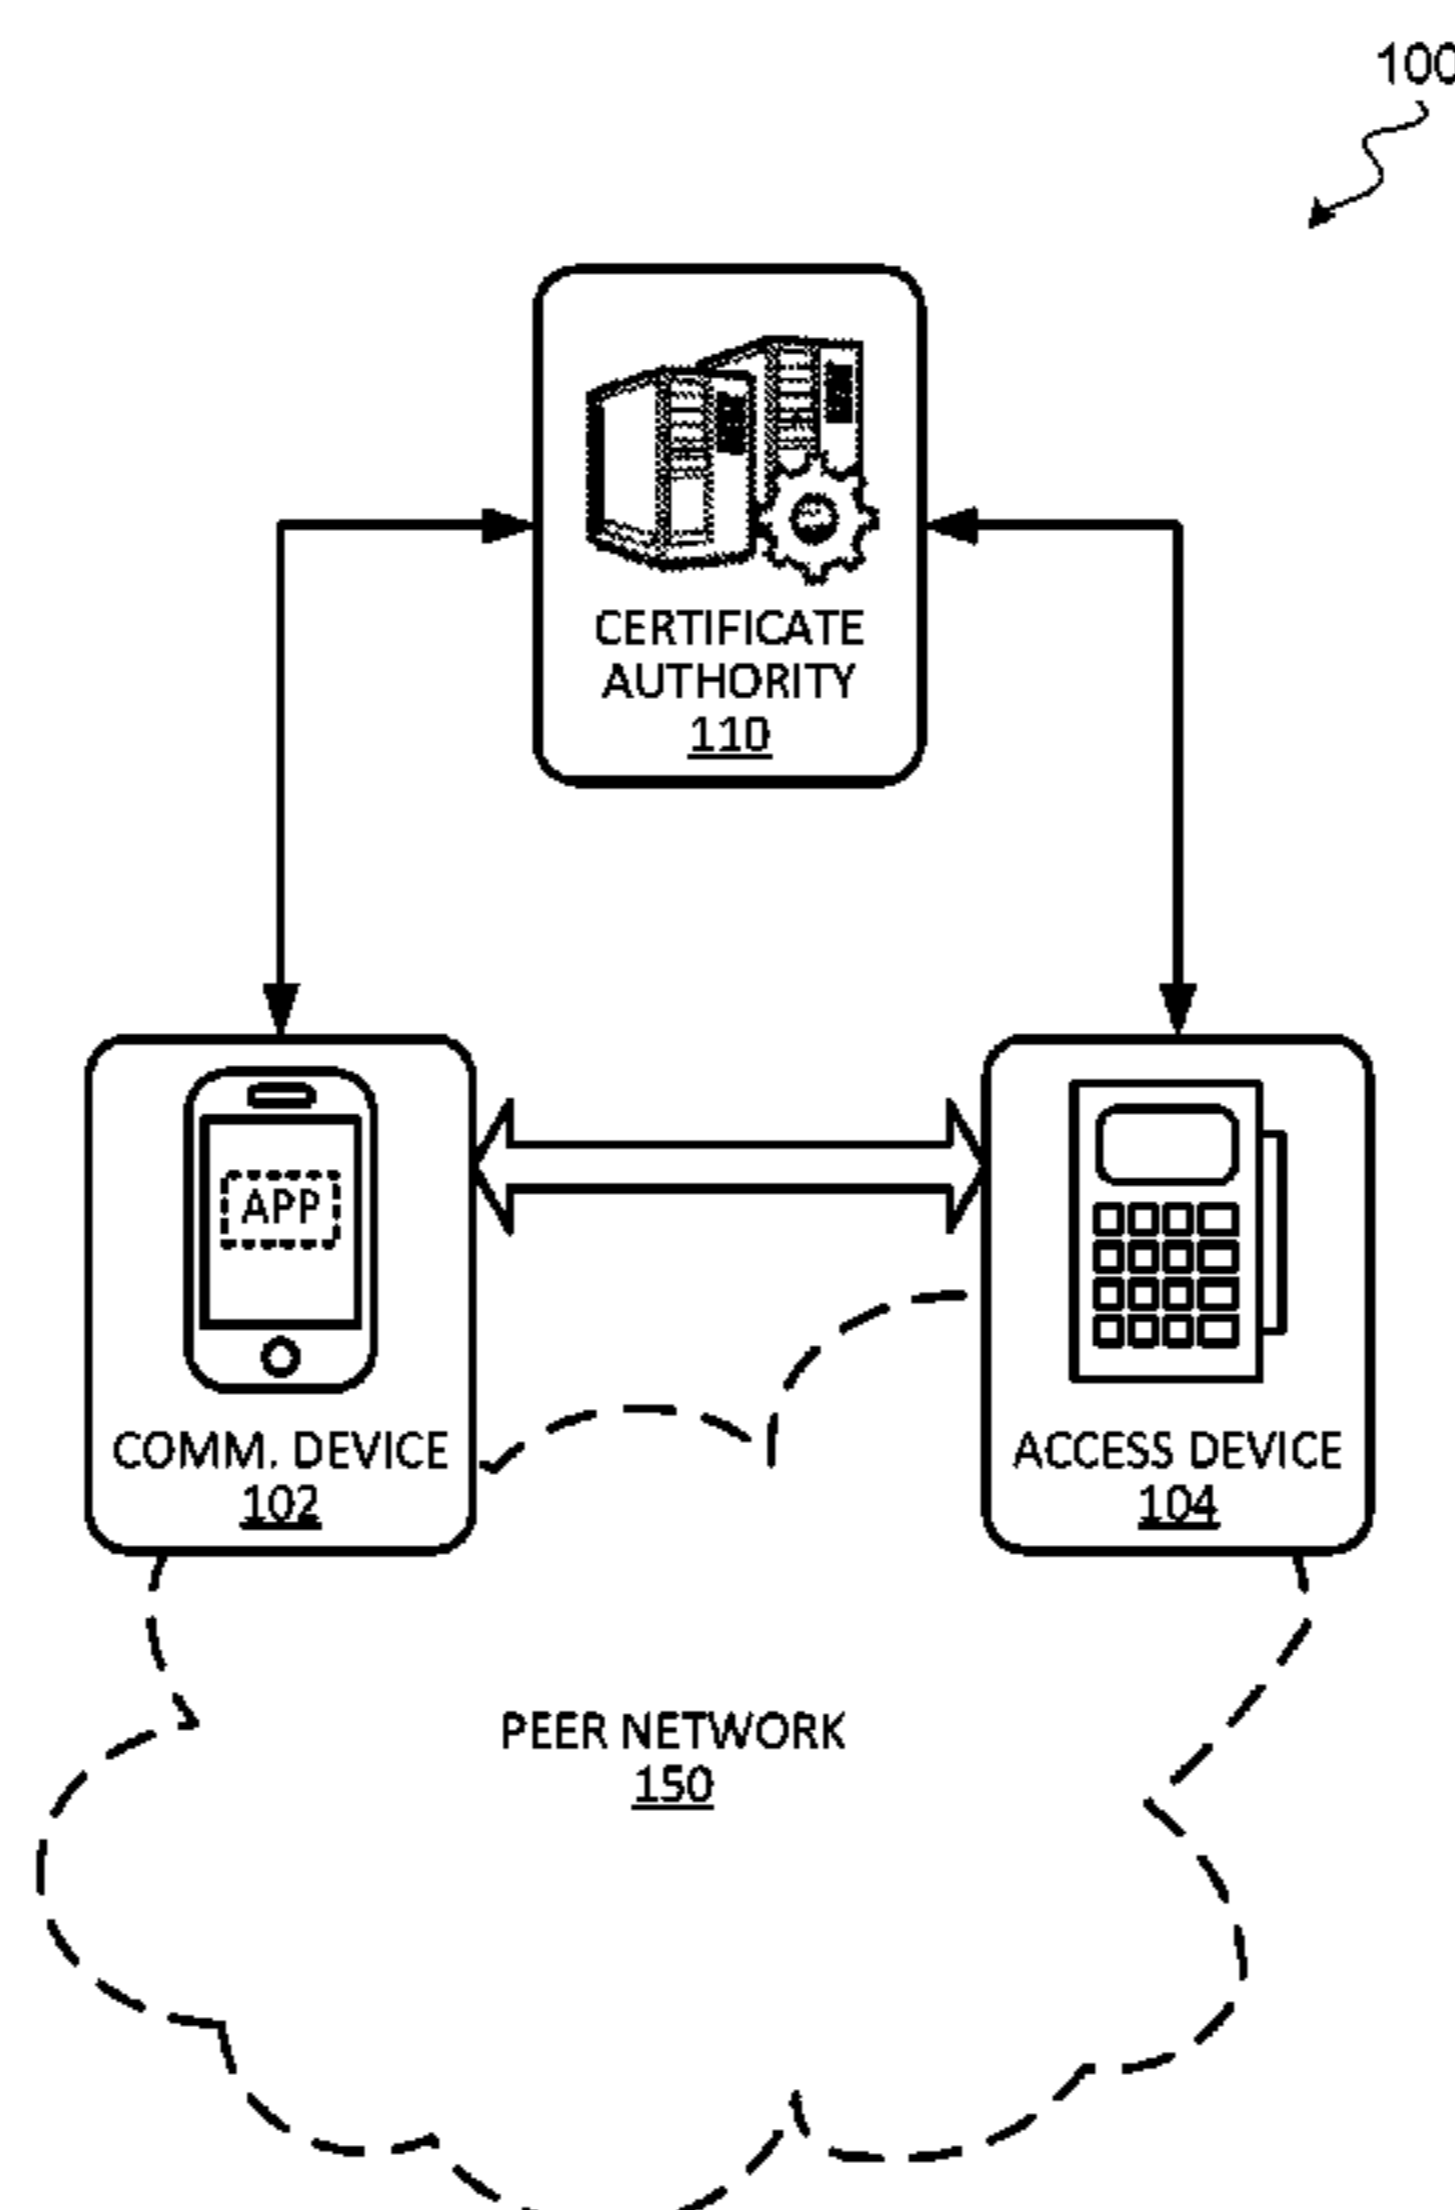 100
CERTIFICATE
AUTHORITY
110
APP
COMM. DEVICE
102
ACCESS DEVICE
104
PEER NETWORK
150